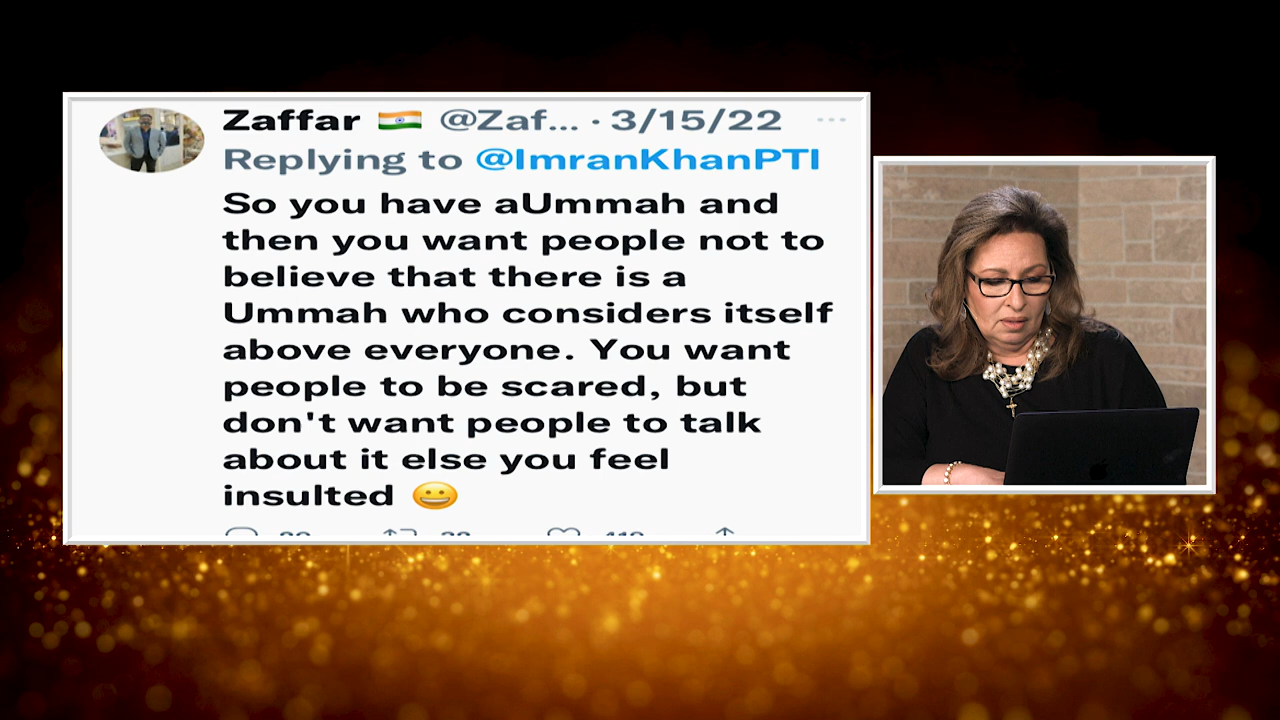 Zaffar 🇮🇳 @Zaf... · 3/15/22 ...
Replying to @ImranKhanPTI
So you have aUmmah and
then you want people not to
believe that there is a
Ummah who considers itself
above everyone. You want
people to be scared, but
don't want people to talk
about it else you feel
insulted 😀